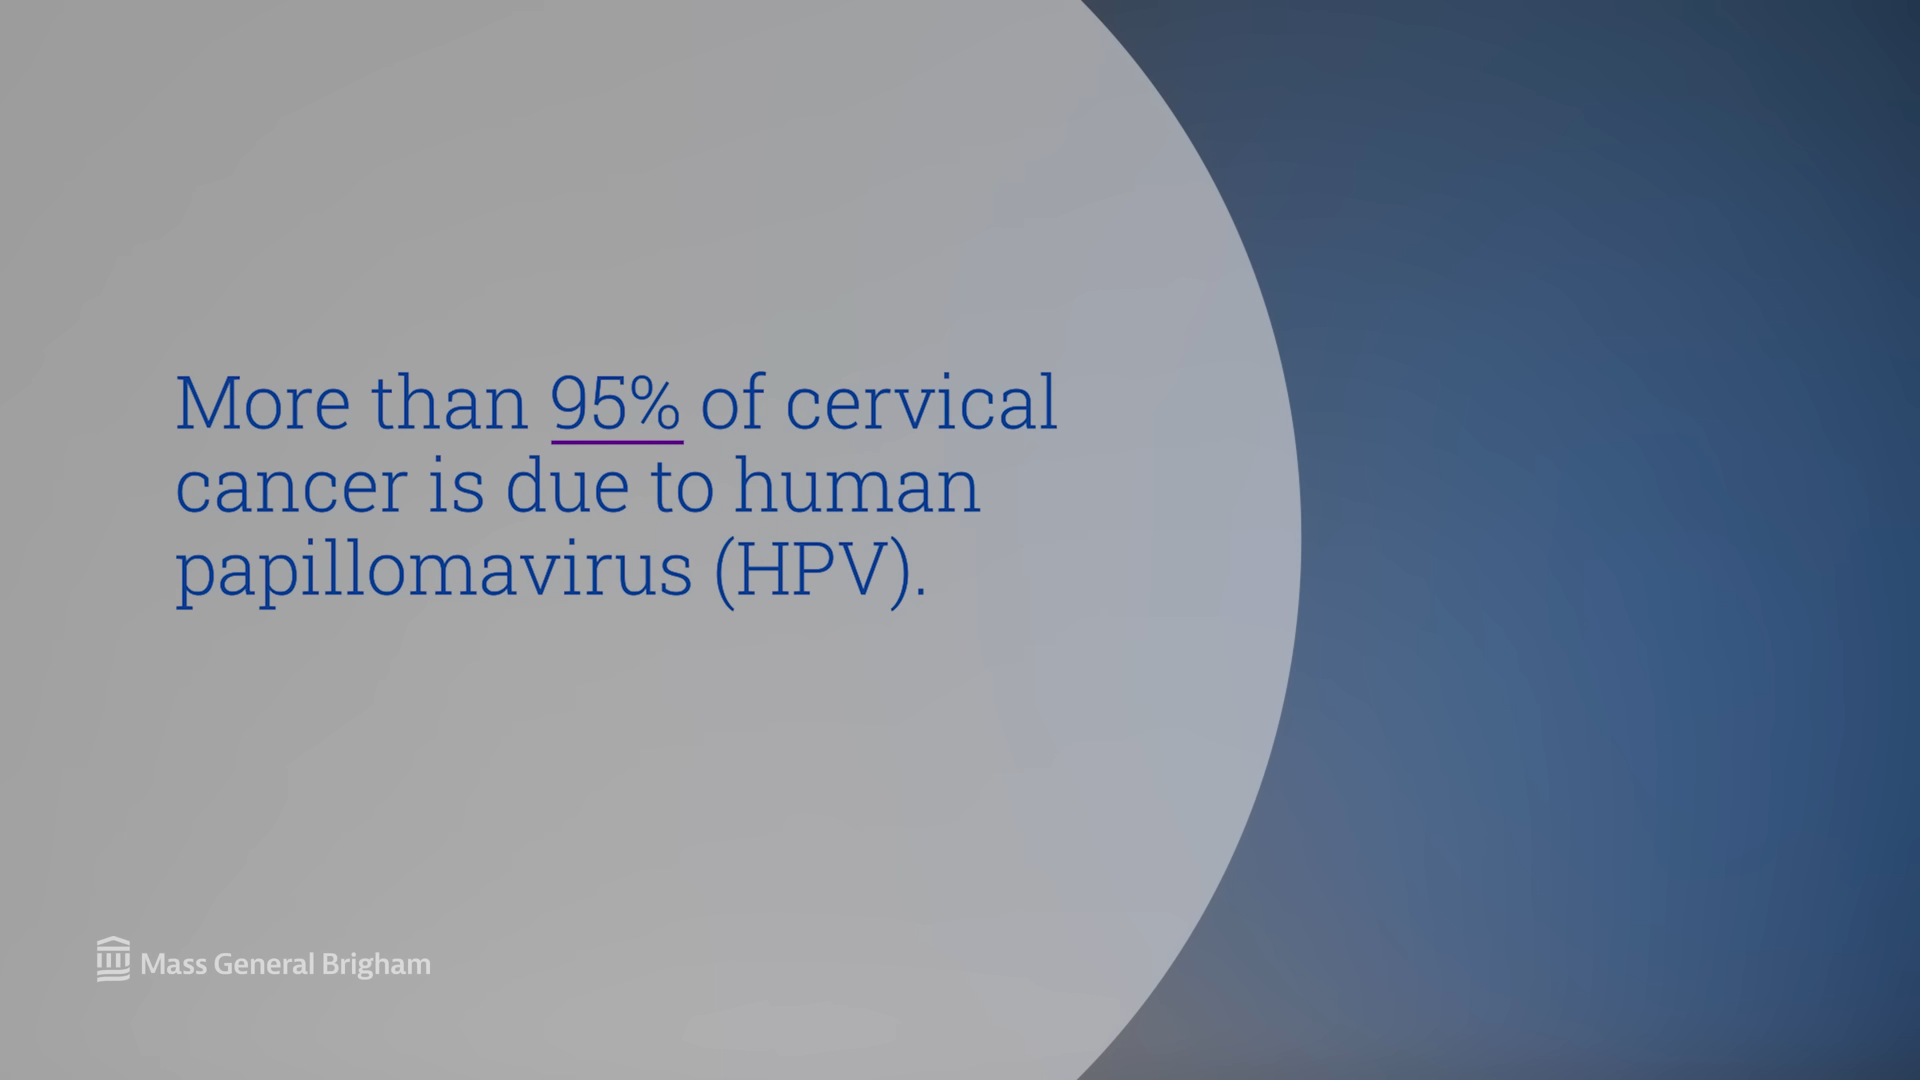 More than 95% of cervical
cancer is due to human
papillomavirus (HPV).
Mass General Brigham